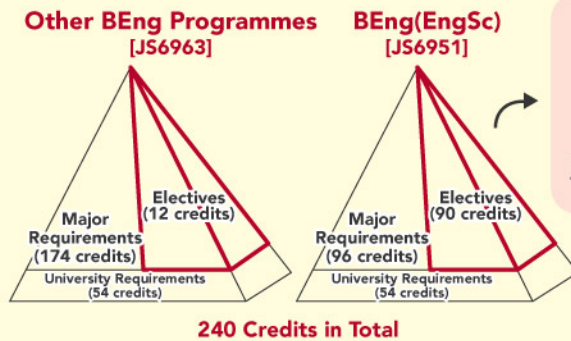 Other BEng Programmes
[JS6963]
Major
Requirements
(174 credits)
Electives
(12 credits)
University Requirements
(54 credits)
BEng(EngSc)
[JS6951]
Major
Requirements
(96 credits)
Electives
(90 credits)
University Requirements
(54 credits)
240 Credits in Total